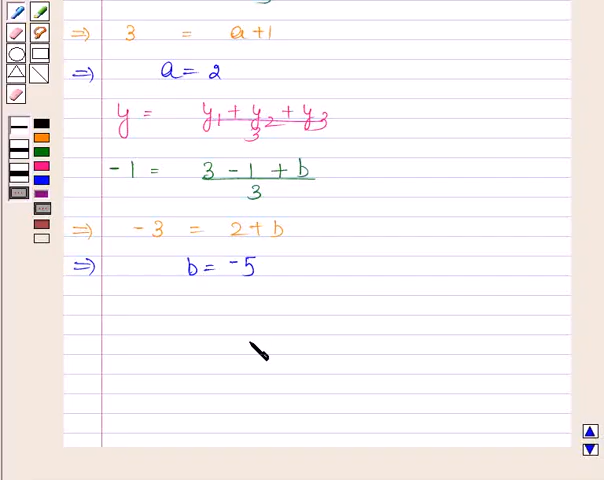 ⇒ 3 = a+1
⇒ a = 2
y = y₁ + y₂ + y₃ / 3
-1 = 3 - 1 + b / 3
⇒ -3 = 2 + b
⇒ b = -5